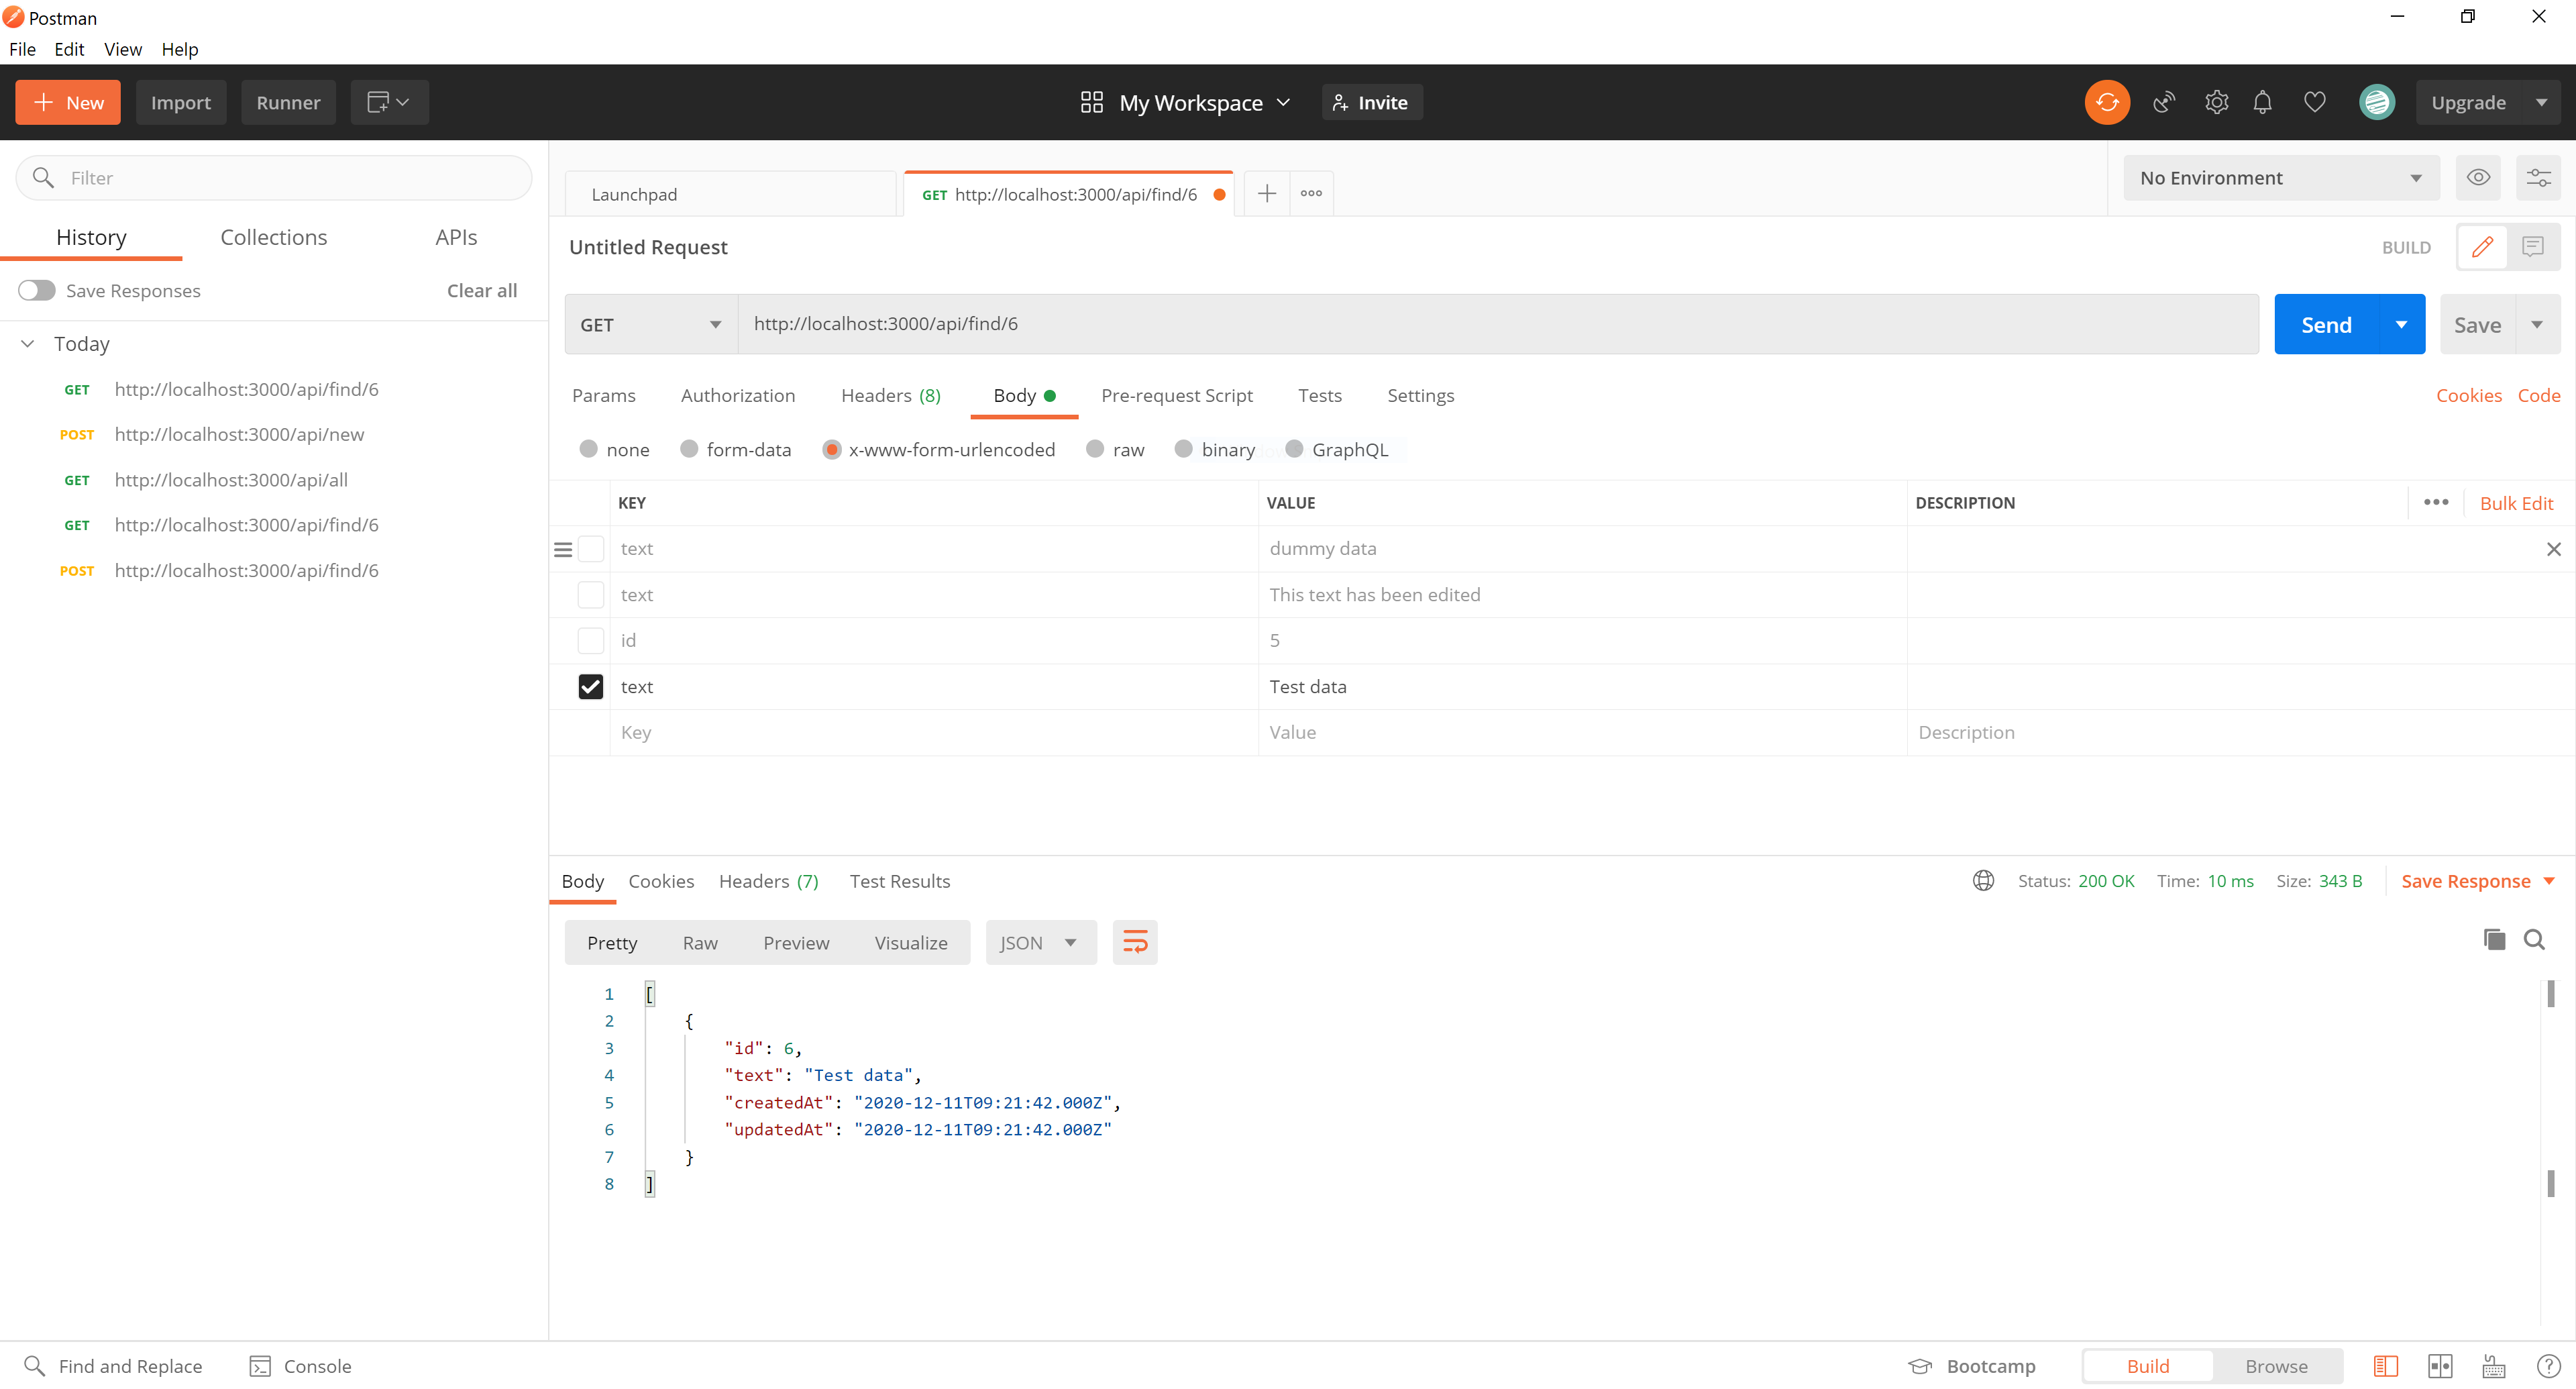 Postman
File Edit View Help
New Import Runner My Workspace Invite Upgrade
Filter
History Collections APIs
Save Responses Clear all
Today
GET http://localhost:3000/api/find/6
POST http://localhost:3000/api/new
GET http://localhost:3000/api/all
GET http://localhost:3000/api/find/6
POST http://localhost:3000/api/find/6
Launchpad GET http://localhost:3000/api/find/6 No Environment
Untitled Request BUILD
GET http://localhost:3000/api/find/6 Send Save
Params Authorization Headers (8) Body Pre-request Script Tests Settings Cookies Code
none form-data x-www-form-urlencoded raw binary GraphQL
KEY VALUE DESCRIPTION Bulk Edit
text dummy data
text This text has been edited
id 5
text Test data
Key Value Description
Body Cookies Headers (7) Test Results Status: 200 OK Time: 10 ms Size: 343 B Save Response
Pretty Raw Preview Visualize JSON
1 [
2 {
3 "id": 6,
4 "text": "Test data",
5 "createdAt": "2020-12-11T09:21:42.000Z",
6 "updatedAt": "2020-12-11T09:21:42.000Z"
7 }
8 ]
Find and Replace Console Bootcamp Build Browse